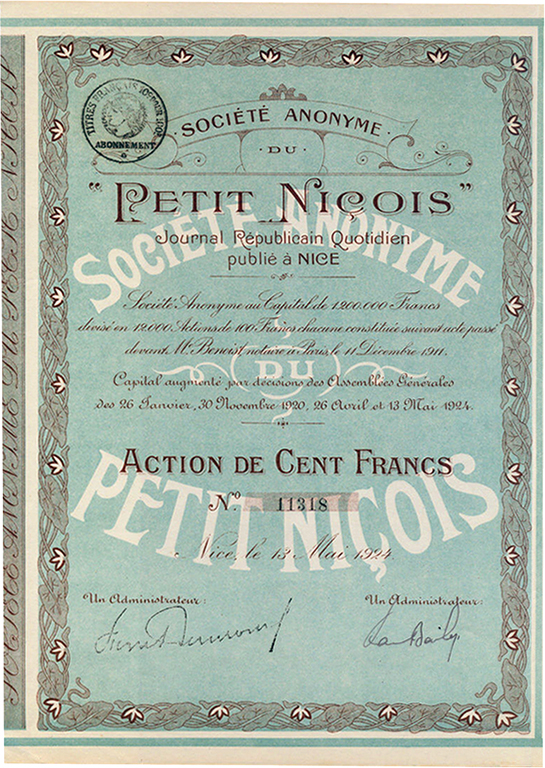 TITRES FRANÇAIS
ABONNEMENT
SOCIÉTÉ ANONYME
DU
"PETIT NIÇOIS"
Journal Républicain Quotidien
publié à NICE
Société Anonyme au Capital de 1.200.000 Francs
divisé en 12000 Actions de 100 Francs chacune, constituée suivant acte passé
devant Me Benoist, notaire à Paris, le 11 Décembre 1911.
Capital augmenté par décisions des Assemblées Générales
des 26 Janvier, 30 Novembre 1920, 26 Avril et 13 Mai 1924.
SOCIÉTÉ ANONYME
DU
PETIT NIÇOIS
ACTION DE CENT FRANCS
No. 11318
Nice, le 13 Mai 1924.
Un Administrateur: Un Administrateur: